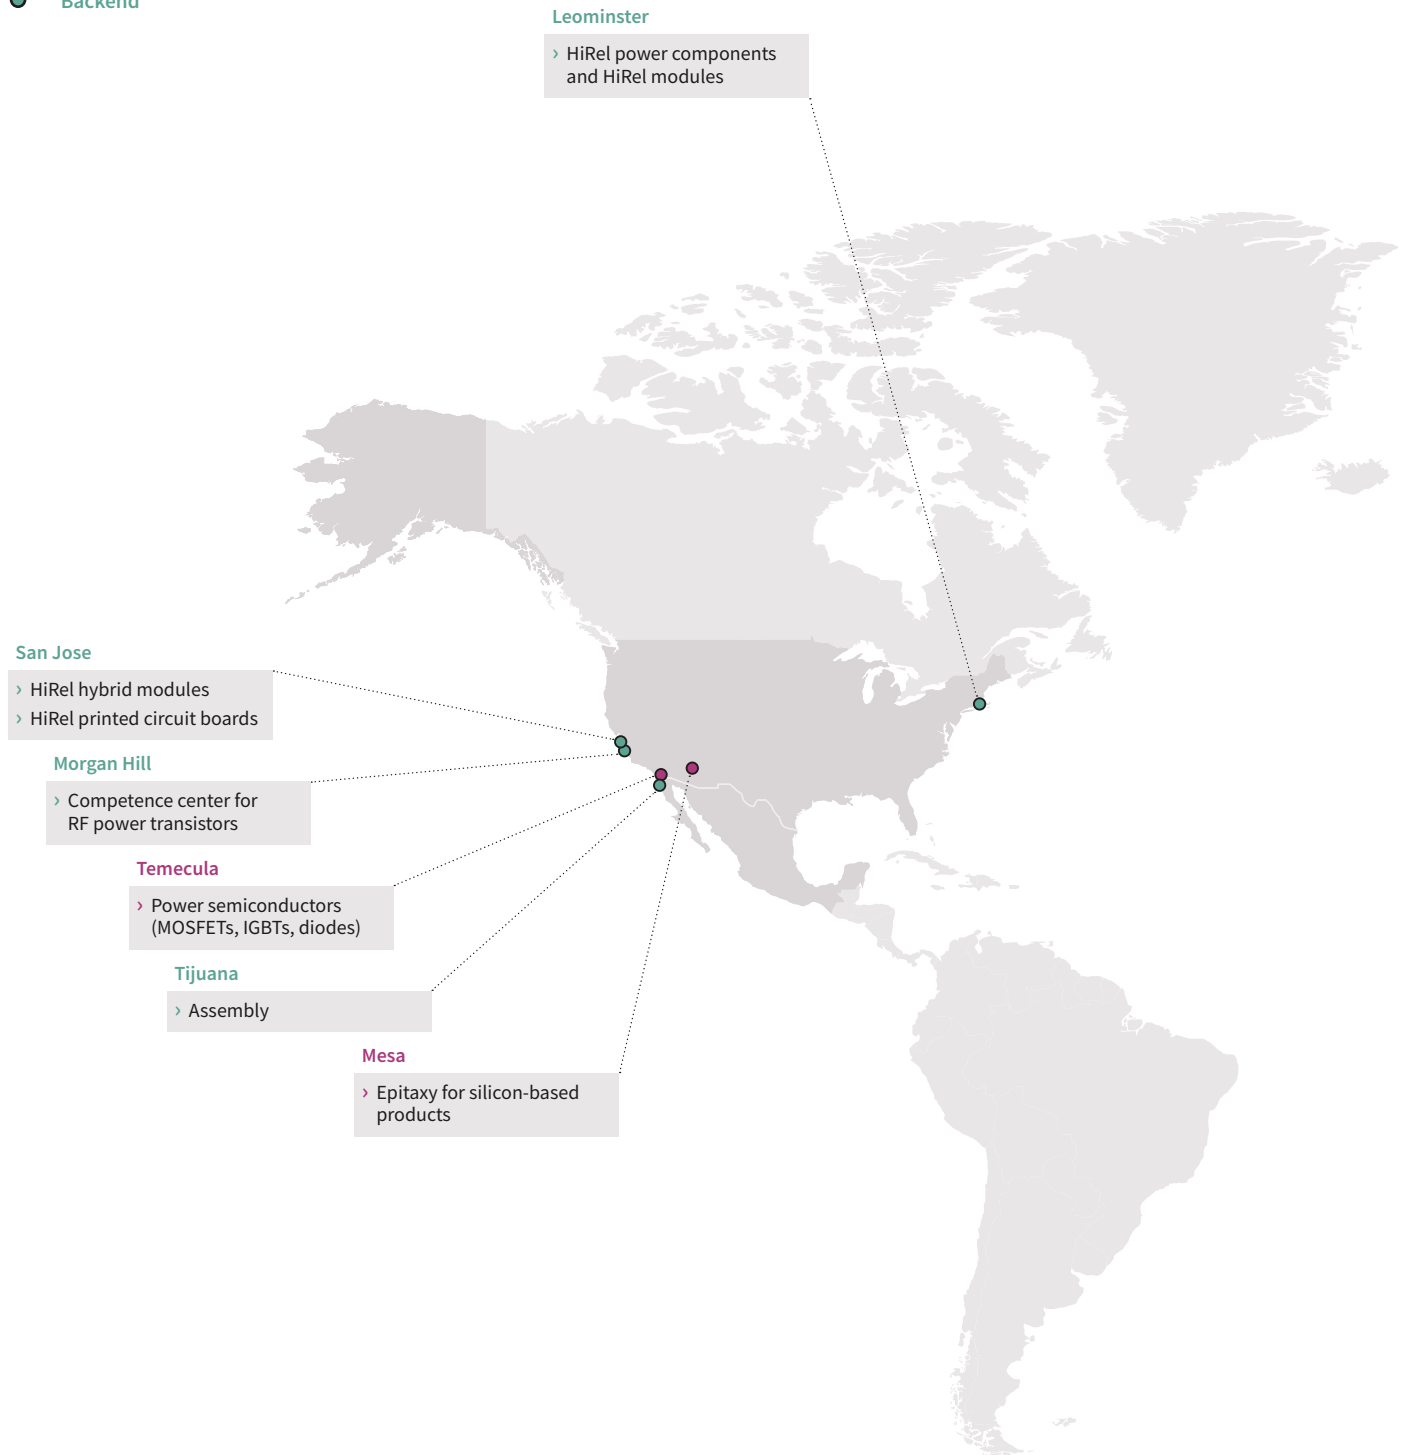 Backend
Leominster
› HiRel power components
and HiRel modules
San Jose
› HiRel hybrid modules
› HiRel printed circuit boards
Morgan Hill
› Competence center for
RF power transistors
Temecula
› Power semiconductors
(MOSFETs, IGBTs, diodes)
Tijuana
› Assembly
Mesa
› Epitaxy for silicon-based
products